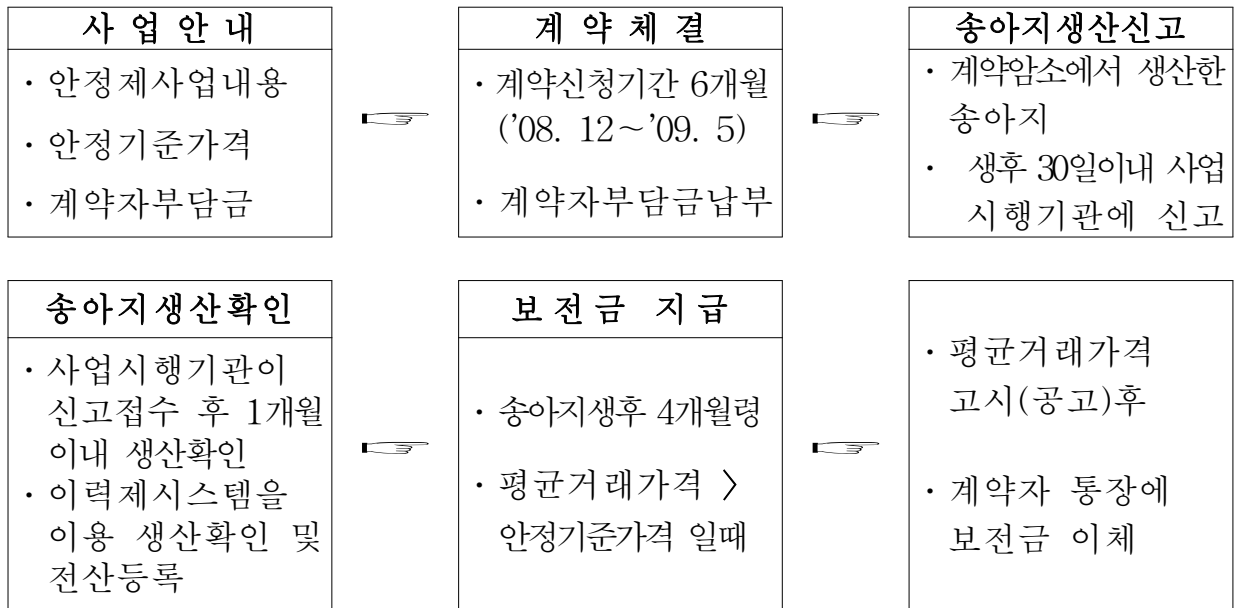 사 업 안 내
· 안정제사업내용
· 안정기준가격
· 계약자부담금
계 약 체 결
· 계약신청기간 6개월
('08. 12～'09. 5)
· 계약자부담금납부
송아지생산신고
· 계약암소에서 생산한
송아지
· 생후 30일이내 사업
시행기관에 신고
송아지생산확인
· 사업시행기관이
신고접수 후 1개월
이내 생산확인
· 이력제시스템을
이용 생산확인 및
전산등록
보전금 지급
· 송아지생후 4개월령
· 평균거래가격 〉
안정기준가격 일때
· 평균거래가격
고시(공고)후
· 계약자 통장에
보전금 이체